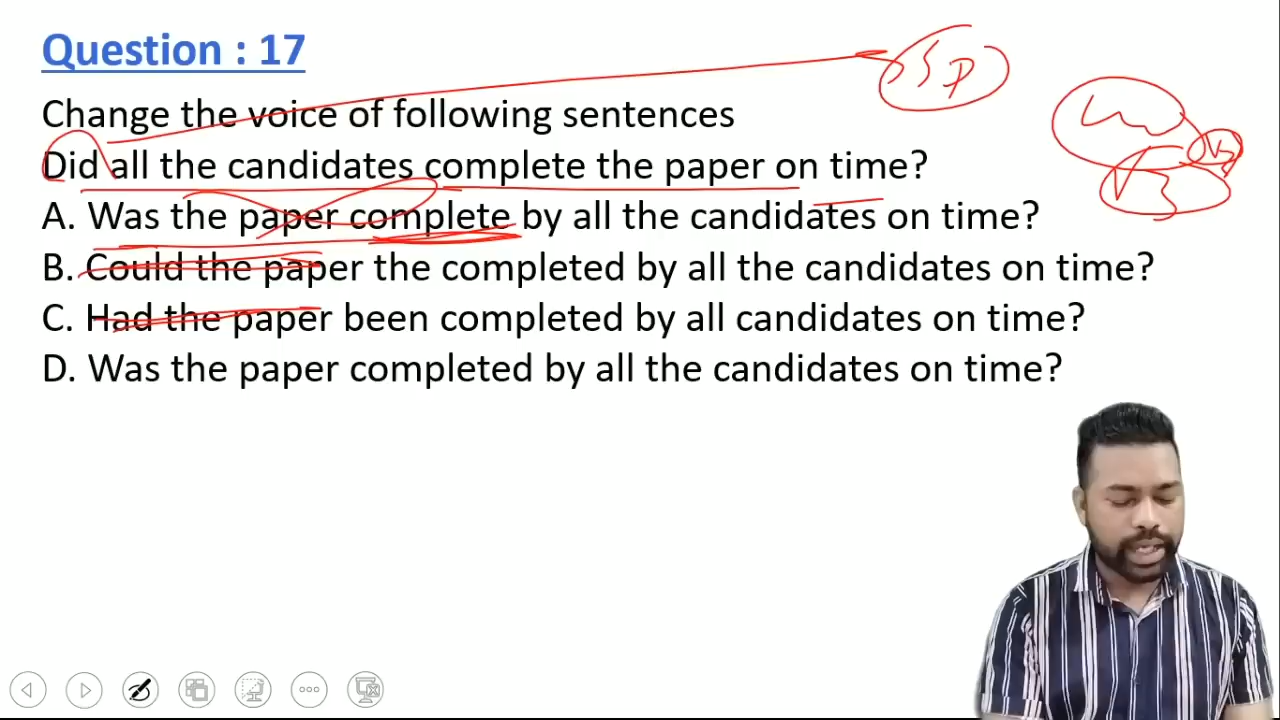 Question : 17
Change the voice of following sentences
Did all the candidates complete the paper on time?
A. Was the paper complete by all the candidates on time?
B. Could the paper the completed by all the candidates on time?
C. Had the paper been completed by all candidates on time?
D. Was the paper completed by all the candidates on time?
V3
V3